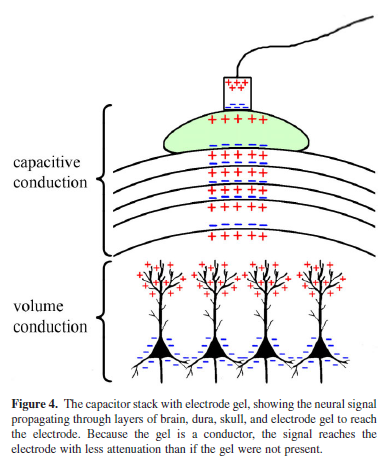 capacitive
conduction
volume
conduction
Figure 4. The capacitor stack with electrode gel, showing the neural signal
propagating through layers of brain, dura, skull, and electrode gel to reach
the electrode. Because the gel is a conductor, the signal reaches the
electrode with less attenuation than if the gel were not present.